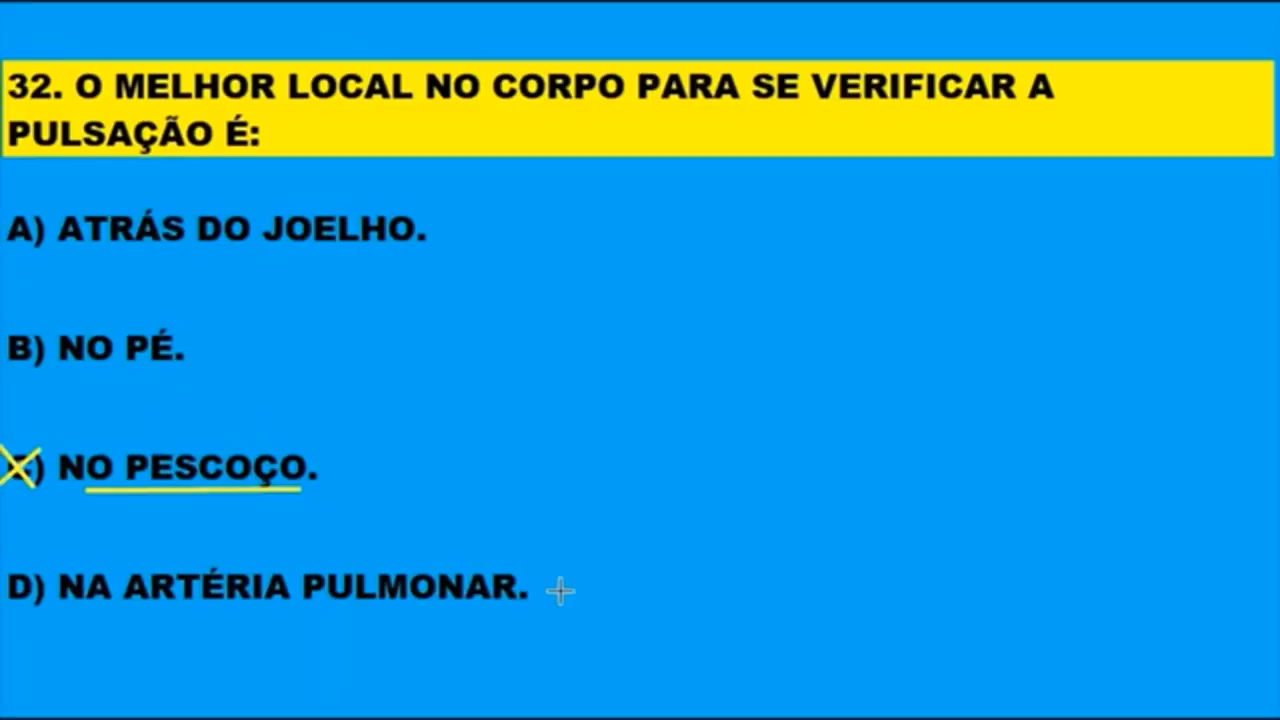 32. O MELHOR LOCAL NO CORPO PARA SE VERIFICAR A
PULSAÇÃO É:
A) ATRÁS DO JOELHO.
B) NO PÉ.
C) NO PESCOÇO.
D) NA ARTÉRIA PULMONAR.